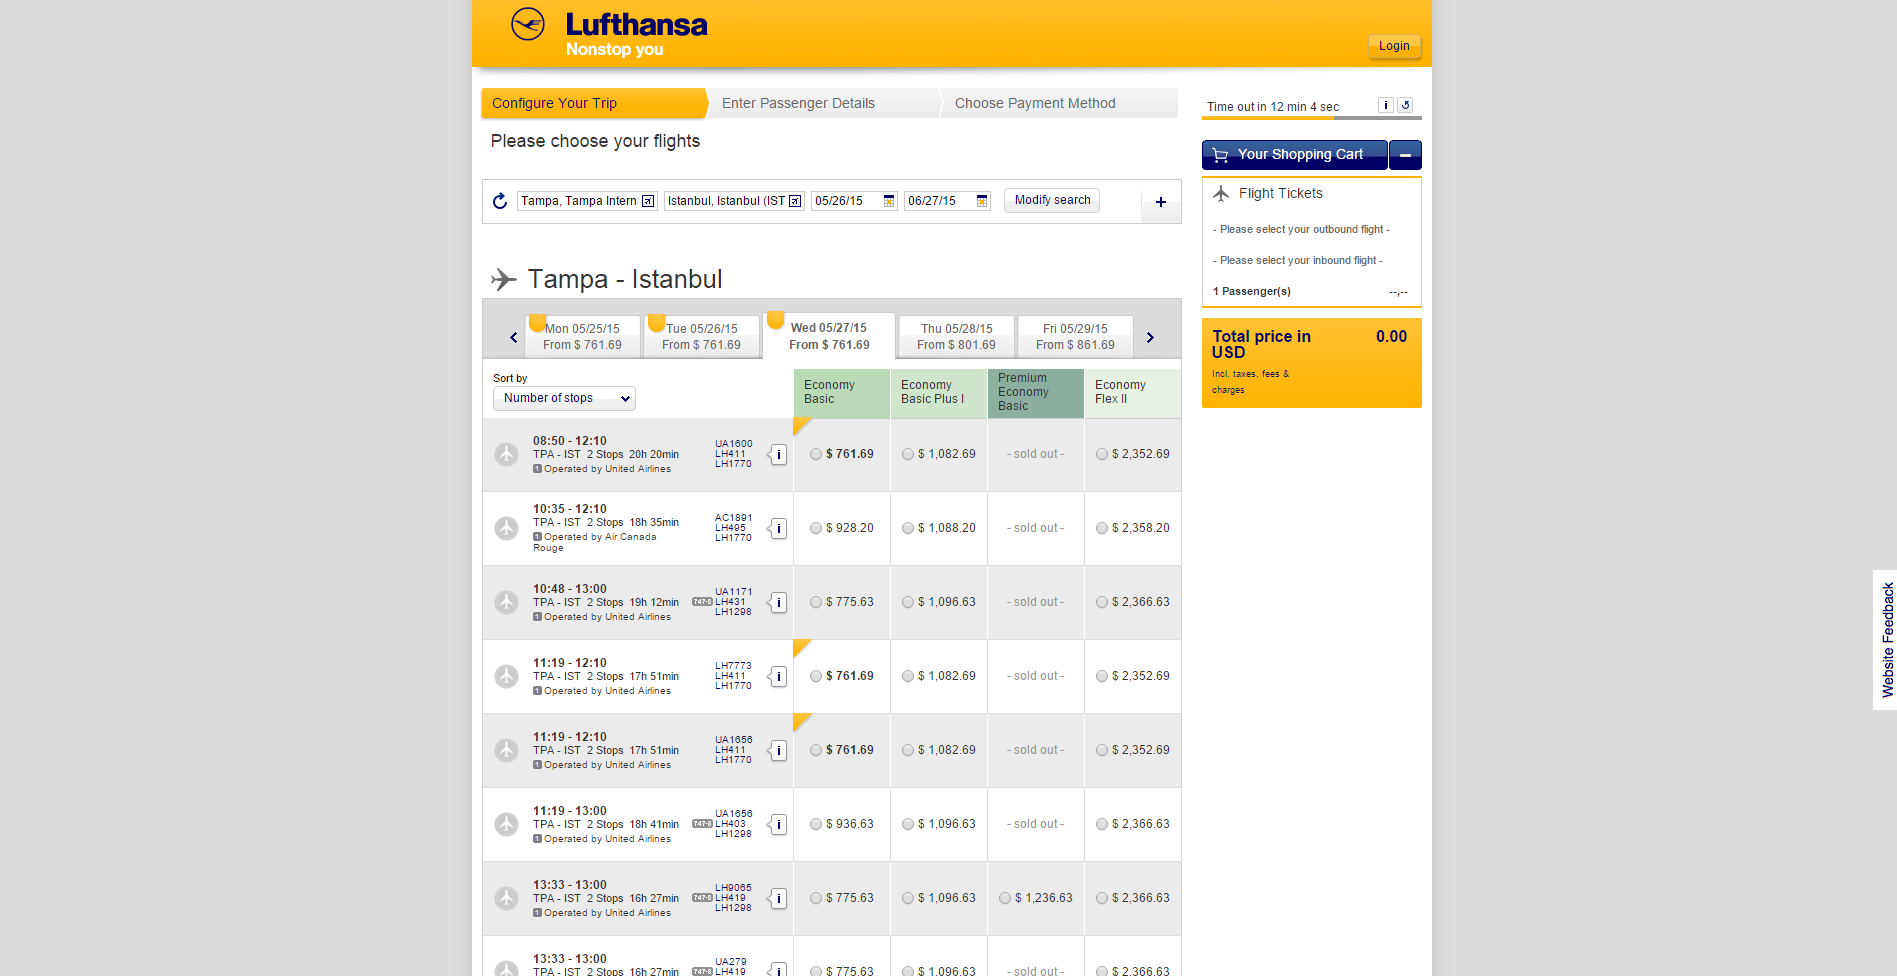 Lufthansa
Nonstop you
Login
Configure Your Trip
Enter Passenger Details
Choose Payment Method
Time out in 12 min 4 sec
i
Please choose your flights
Your Shopping Cart
Flight Tickets
- Please select your outbound flight -
- Please select your inbound flight -
1 Passenger(s)
--,--
Total price in USD
0.00
Incl. taxes, fees &
charges
Tampa, Tampa Intern
Istanbul, Istanbul (IST
05/26/15
06/27/15
Modify search
+
Tampa - Istanbul
Mon 05/25/15
From $ 761.69
Tue 05/26/15
From $ 761.69
Wed 05/27/15
From $ 761.69
Thu 05/28/15
From $ 801.69
Fri 05/29/15
From $ 861.69
Sort by
Number of stops
Economy
Basic
Economy
Basic Plus I
Premium
Economy
Basic
Economy
Flex II
08:50 - 12:10
TPA - IST 2 Stops 20h 20min
1 Operated by United Airlines
UA1600
LH411
LH1770
i
$ 761.69
$ 1,082.69
- sold out -
$ 2,352.69
10:35 - 12:10
TPA - IST 2 Stops 18h 35min
1 Operated by Air Canada
Rouge
AC1891
LH495
LH1770
i
$ 928.20
$ 1,088.20
- sold out -
$ 2,358.20
10:48 - 13:00
TPA - IST 2 Stops 19h 12min
1 Operated by United Airlines
747-8
UA1171
LH431
LH1298
i
$ 775.63
$ 1,096.63
- sold out -
$ 2,366.63
11:19 - 12:10
TPA - IST 2 Stops 17h 51min
1 Operated by United Airlines
LH7773
LH411
LH1770
i
$ 761.69
$ 1,082.69
- sold out -
$ 2,352.69
11:19 - 12:10
TPA - IST 2 Stops 17h 51min
1 Operated by United Airlines
UA1656
LH411
LH1770
i
$ 761.69
$ 1,082.69
- sold out -
$ 2,352.69
11:19 - 13:00
TPA - IST 2 Stops 18h 41min
1 Operated by United Airlines
747-8
UA1656
LH403
LH1298
i
$ 936.63
$ 1,096.63
- sold out -
$ 2,366.63
13:33 - 13:00
TPA - IST 2 Stops 16h 27min
1 Operated by United Airlines
747-8
LH9065
LH419
LH1298
i
$ 775.63
$ 1,096.63
$ 1,236.63
$ 2,366.63
13:33 - 13:00
TPA - IST 2 Stops 16h 27min
747-8
UA279
LH419
i
$ 775.63
$ 1,096.63
- sold out -
$ 2,366.63
Website Feedback